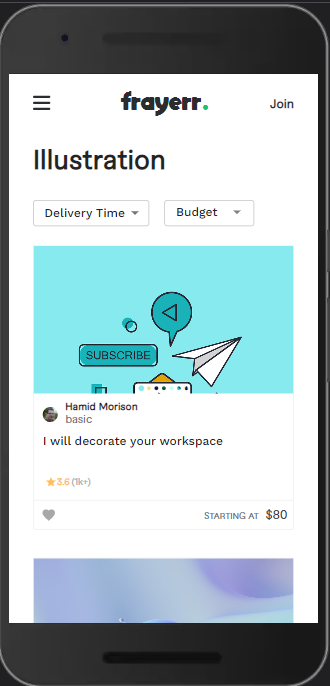 frayerr.
Join
Illustration
Delivery Time
Budget
SUBSCRIBE
Hamid Morison
basic
I will decorate your workspace
3.6 (1k+)
STARTING AT $80